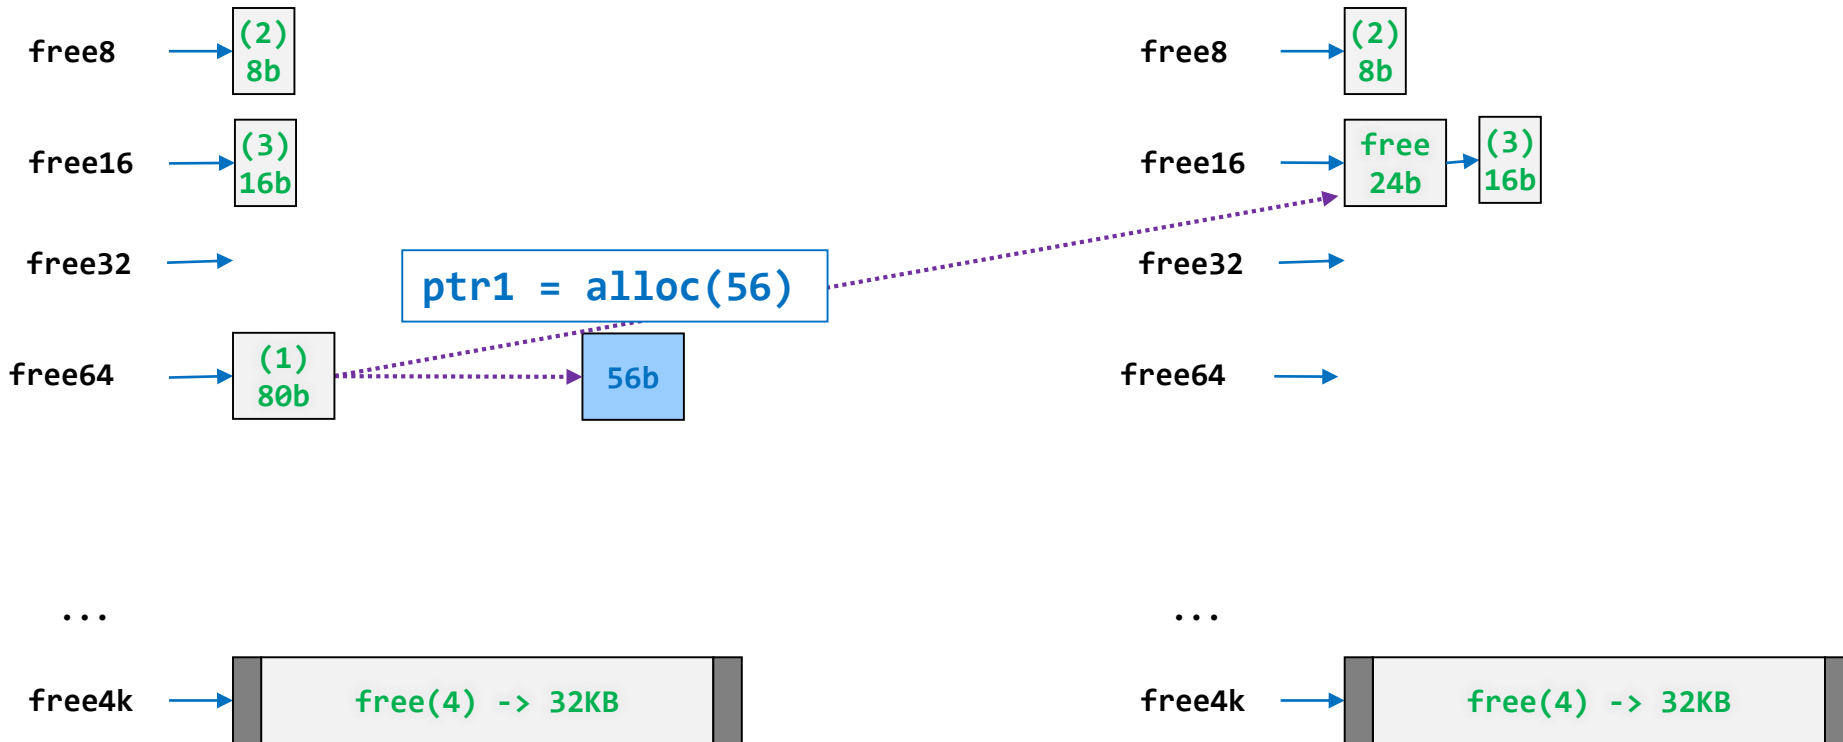 free8
(2)
8b
free16
(3)
16b
free32
ptr1 = alloc(56)
free64
(1)
80b
56b
...
free4k
free(4) -> 32KB
free8
(2)
8b
free16
free
24b
(3)
16b
free32
free64
...
free4k
free(4) -> 32KB